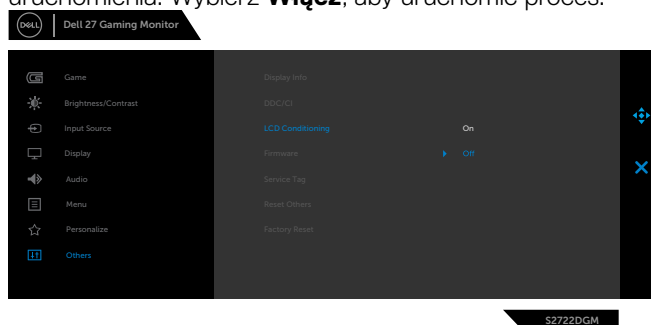 uruchomienia. Wybierz Włącz, aby uruchomić proces.
DELL Dell 27 Gaming Monitor
Game Display Info
Brightness/Contrast DDC/CI
Input Source LCD Conditioning On
Display Firmware Off
Audio Service Tag
Menu Reset Others
Personalize Factory Reset
Others
S2722DGM